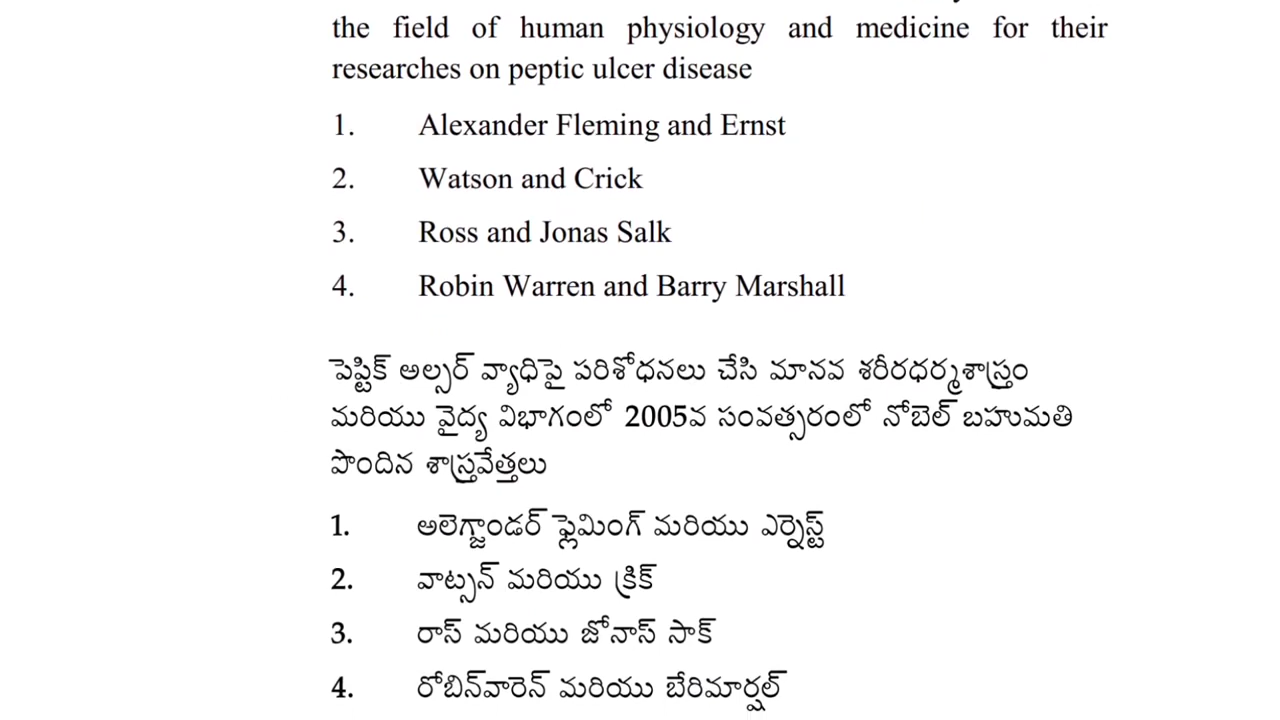 the field of human physiology and medicine for their
researches on peptic ulcer disease
1. Alexander Fleming and Ernst
2. Watson and Crick
3. Ross and Jonas Salk
4. Robin Warren and Barry Marshall
పెప్టిక్ అల్సర్ వ్యాధిపై పరిశోధనలు చేసి మానవ శరీరధర్మశాస్త్రం
మరియు వైద్య విభాగంలో 2005వ సంవత్సరంలో నోబెల్ బహుమతి
పొందిన శాస్త్రవేత్తలు
1. అలెగ్జాండర్ ఫ్లెమింగ్ మరియు ఎర్నెస్ట్
2. వాట్సన్ మరియు క్రిక్
3. రాస్ మరియు జోనాస్ సాక్
4. రోబిన్‌వారెన్ మరియు బేరిమార్షల్